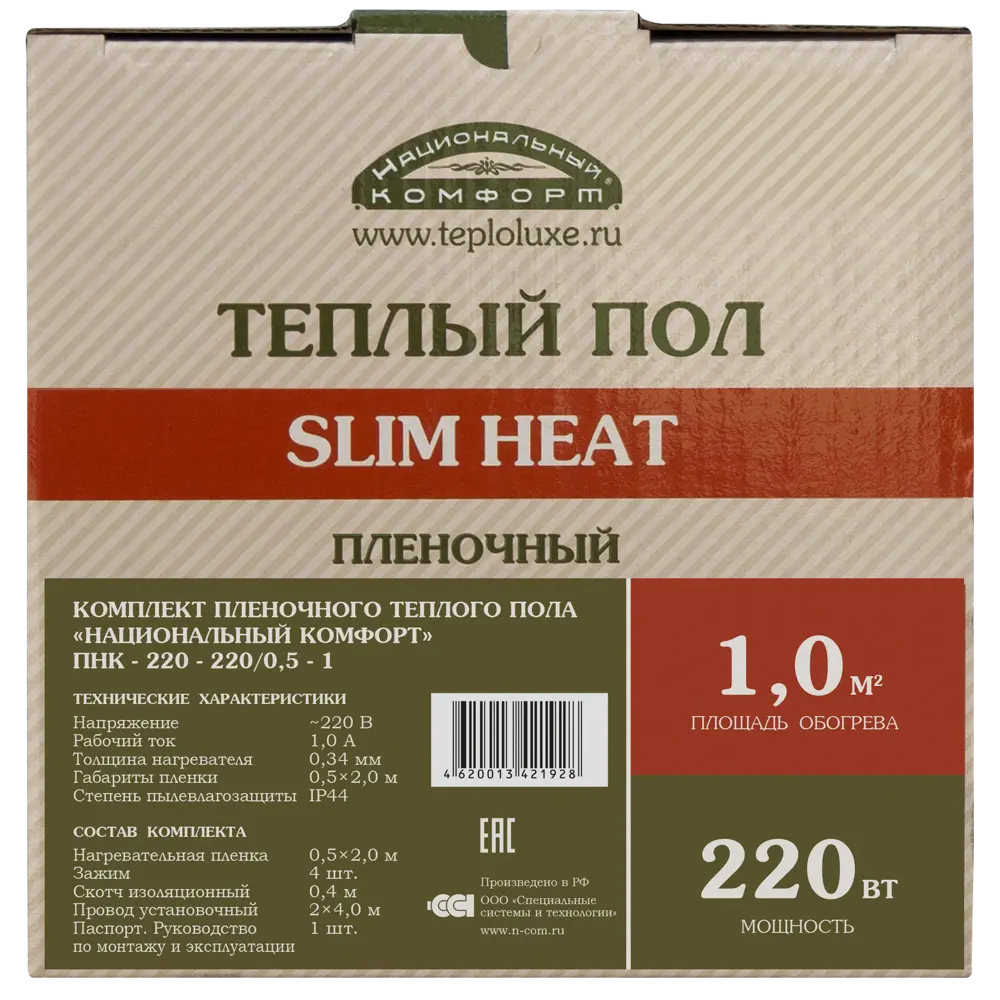 Национальный®
КОМФОРТ
www.teploluxe.ru
ТЕПЛЫЙ ПОЛ
SLIM HEAT
ПЛЕНОЧНЫЙ
КОМПЛЕКТ ПЛЕНОЧНОГО ТЕПЛОГО ПОЛА
«НАЦИОНАЛЬНЫЙ КОМФОРТ»
ПНК - 220 - 220/0,5 - 1
ТЕХНИЧЕСКИЕ ХАРАКТЕРИСТИКИ
Напряжение ~220 В
Рабочий ток 1,0 А
Толщина нагревателя 0,34 мм
Габариты пленки 0,5×2,0 м
Степень пылевлагозащиты IP44
СОСТАВ КОМПЛЕКТА
Нагревательная пленка 0,5×2,0 м
Зажим 4 шт.
Скотч изоляционный 0,4 м
Провод установочный 2×4,0 м
Паспорт. Руководство 1 шт.
по монтажу и эксплуатации
4620013421928
EAC
Произведено в РФ
ССТ
ООО «Специальные
системы и технологии»
www.n-com.ru
1,0 м²
ПЛОЩАДЬ ОБОГРЕВА
220 ВТ
МОЩНОСТЬ